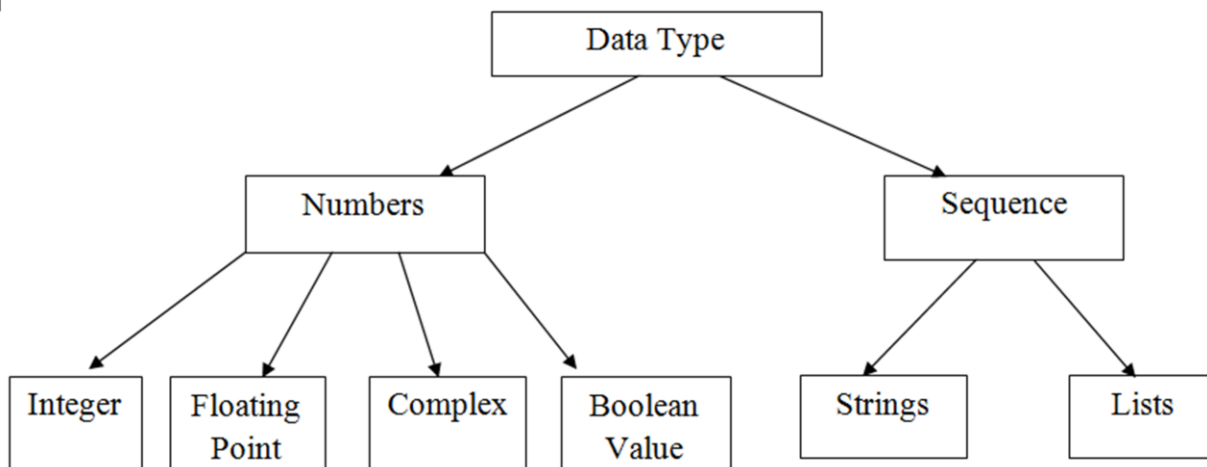 Data Type
Numbers
Sequence
Integer
Floating
Point
Complex
Boolean
Value
Strings
Lists